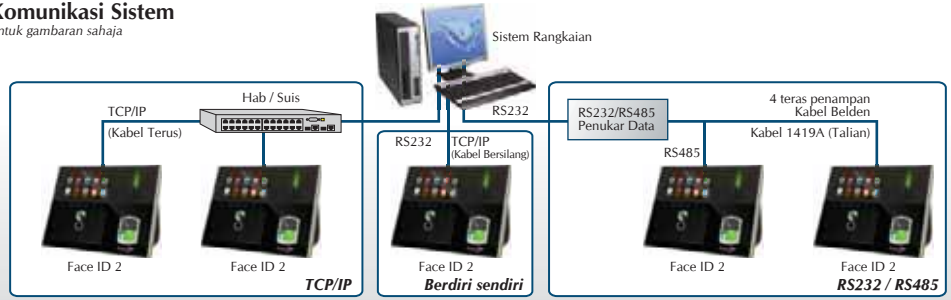 Komunikasi Sistem
ntuk gambaran sahaja
Sistem Rangkaian
TCP/IP
(Kabel Terus)
Hab / Suis
RS232
TCP/IP
(Kabel Bersilang)
RS232
RS232/RS485
Penukar Data
RS485
4 teras penampan
Kabel Belden
Kabel 1419A (Talian)
Face ID 2
Face ID 2
TCP/IP
Face ID 2
Berdiri sendiri
Face ID 2
Face ID 2
RS232 / RS485